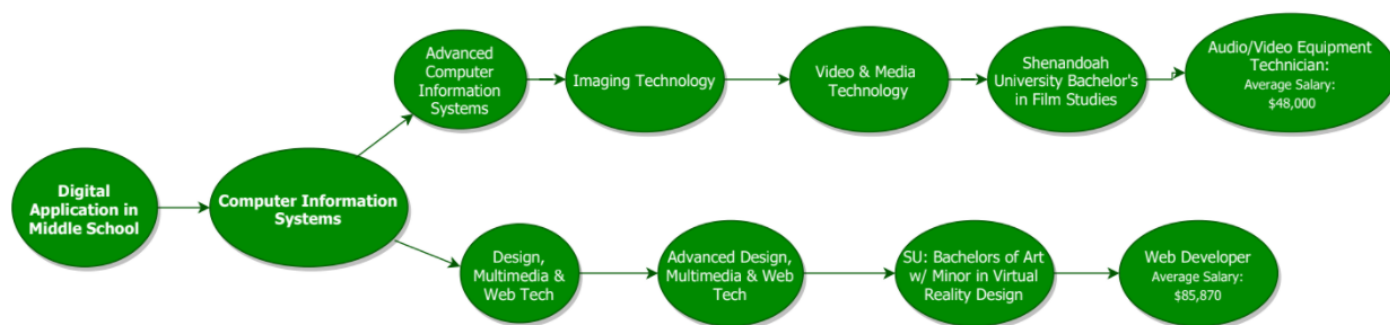 Digital
Application in
Middle School
Computer Information
Systems
Advanced
Computer
Information
Systems
Imaging Technology
Video & Media
Technology
Shenandoah
University Bachelor's
in Film Studies
Audio/Video Equipment
Technician:
Average Salary:
$48,000
Design,
Multimedia &
Web Tech
Advanced Design,
Multimedia & Web
Tech
SU: Bachelors of Art
w/ Minor in Virtual
Reality Design
Web Developer
Average Salary:
$85,870